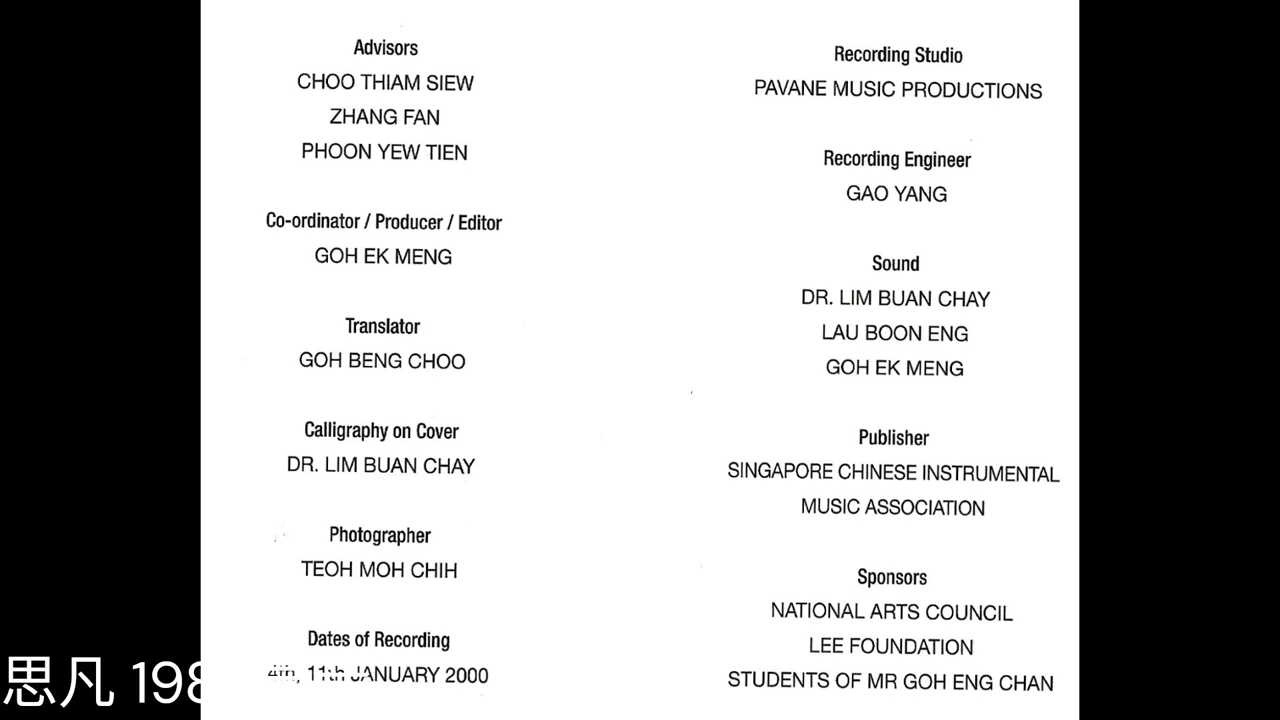 Advisors
CHOO THIAM SIEW
ZHANG FAN
PHOON YEW TIEN
Co-ordinator / Producer / Editor
GOH EK MENG
Translator
GOH BENG CHOO
Calligraphy on Cover
DR. LIM BUAN CHAY
Photographer
TEOH MOH CHIH
Dates of Recording
4th, 11th JANUARY 2000
Recording Studio
PAVANE MUSIC PRODUCTIONS
Recording Engineer
GAO YANG
Sound
DR. LIM BUAN CHAY
LAU BOON ENG
GOH EK MENG
Publisher
SINGAPORE CHINESE INSTRUMENTAL
MUSIC ASSOCIATION
Sponsors
NATIONAL ARTS COUNCIL
LEE FOUNDATION
STUDENTS OF MR GOH ENG CHAN
思凡 198